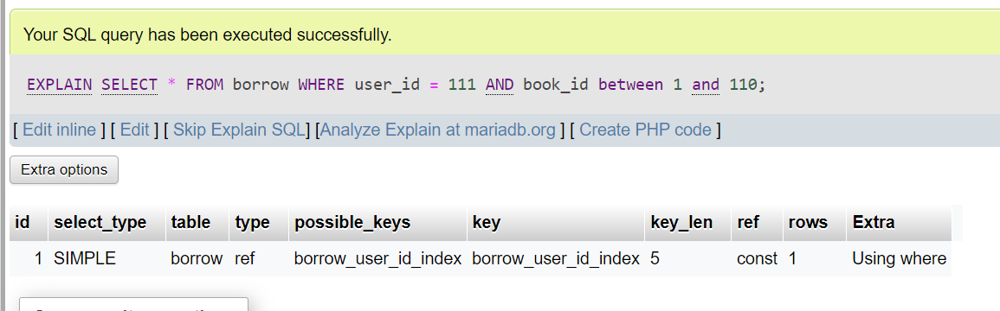 Your SQL query has been executed successfully.
EXPLAIN SELECT * FROM borrow WHERE user_id = 111 AND book_id between 1 and 110;
[ Edit inline ] [ Edit ] [ Skip Explain SQL] [Analyze Explain at mariadb.org ] [ Create PHP code ]
Extra options
id select_type table type possible_keys key key_len ref rows Extra
1 SIMPLE borrow ref borrow_user_id_index borrow_user_id_index 5 const 1 Using where